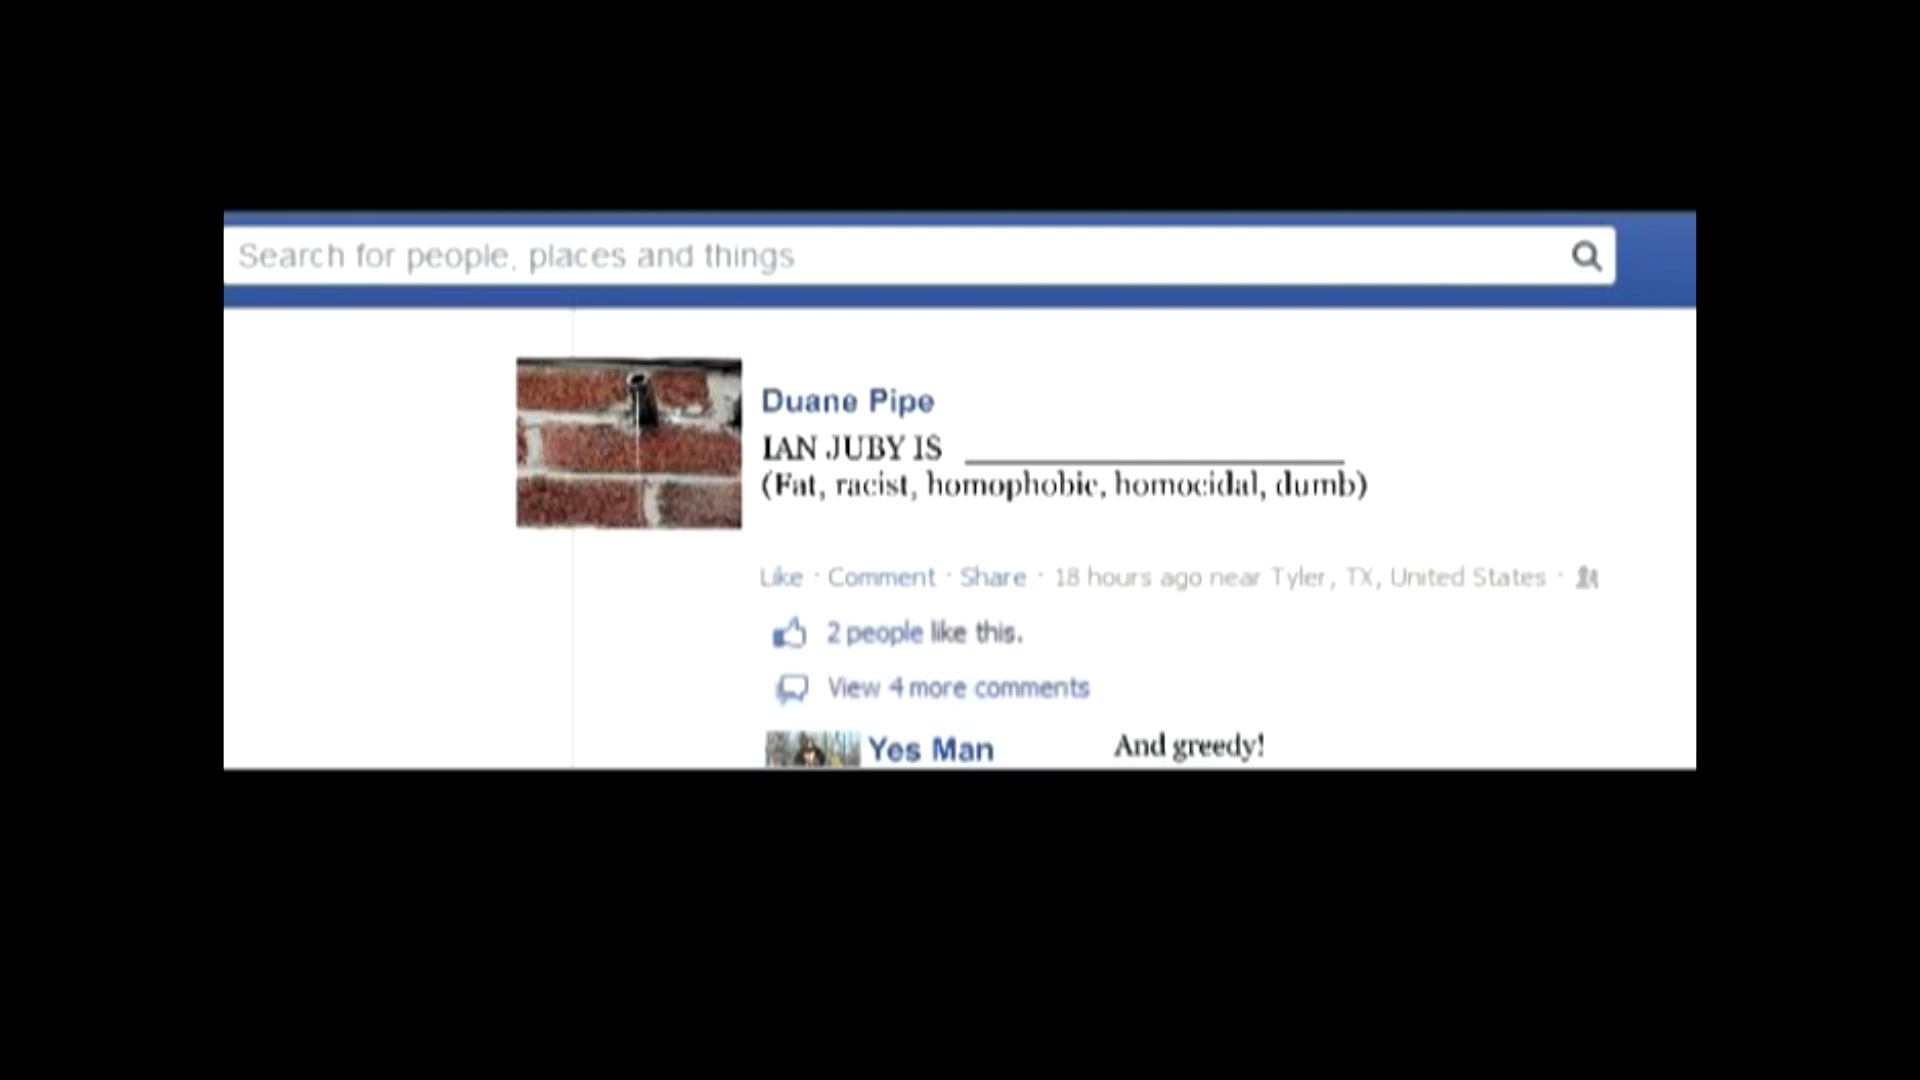 Search for people, places and things
Duane Pipe
IAN JUBY IS ____________________
(Fat, racist, homophobic, homocidal, dumb)
Like · Comment · Share · 18 hours ago near Tyler, TX, United States ·
2 people like this.
View 4 more comments
Yes Man And greedy!